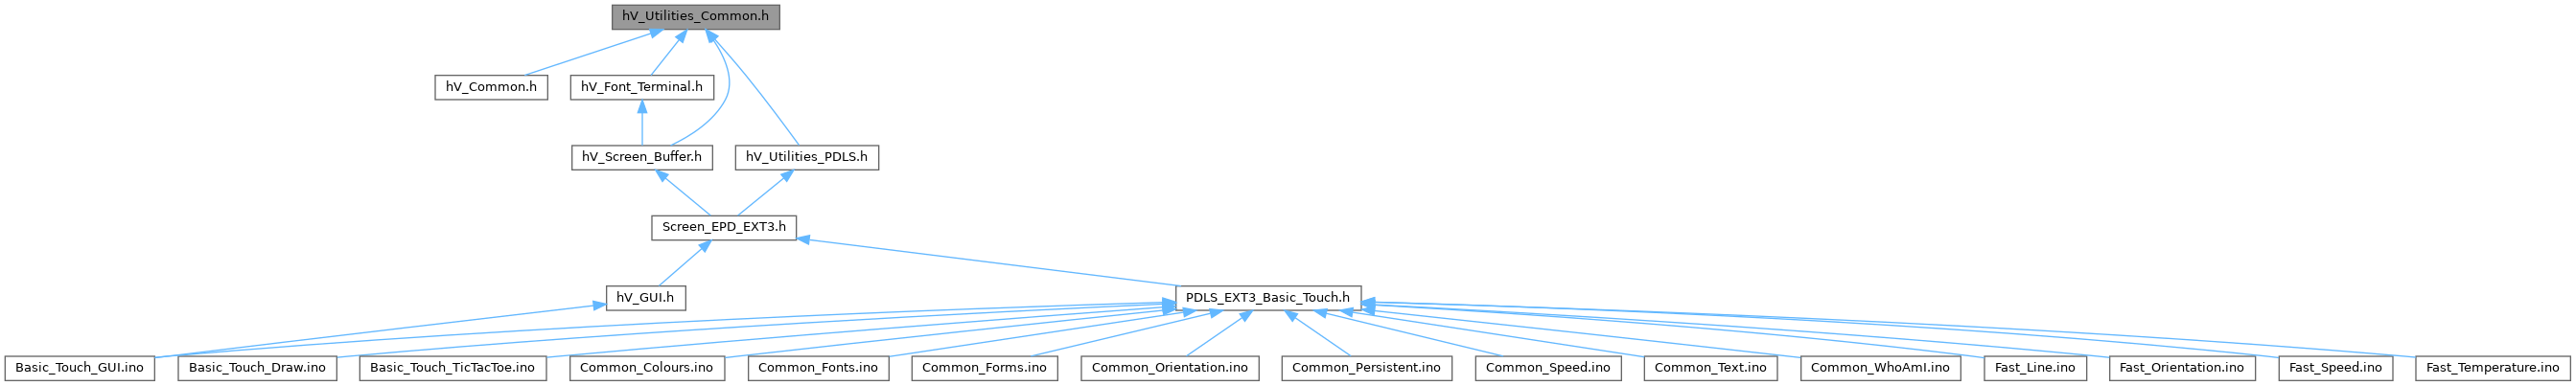 hV_Utilities_Common.h
hV_Common.h
hV_Font_Terminal.h
hV_Screen_Buffer.h
hV_Utilities_PDLS.h
Screen_EPD_EXT3.h
hV_GUI.h
PDLS_EXT3_Basic_Touch.h
Basic_Touch_GUI.ino
Basic_Touch_Draw.ino
Basic_Touch_TicTacToe.ino
Common_Colours.ino
Common_Fonts.ino
Common_Forms.ino
Common_Orientation.ino
Common_Persistent.ino
Common_Speed.ino
Common_Text.ino
Common_WhoAmI.ino
Fast_Line.ino
Fast_Orientation.ino
Fast_Speed.ino
Fast_Temperature.ino